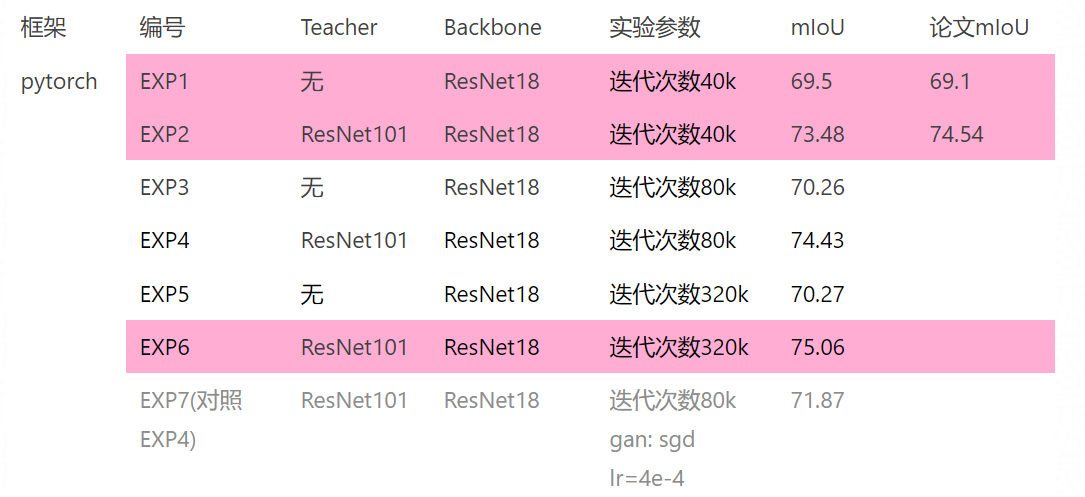 框架 编号 Teacher Backbone 实验参数 mIoU 论文mIoU
pytorch EXP1 无 ResNet18 迭代次数40k 69.5 69.1
EXP2 ResNet101 ResNet18 迭代次数40k 73.48 74.54
EXP3 无 ResNet18 迭代次数80k 70.26
EXP4 ResNet101 ResNet18 迭代次数80k 74.43
EXP5 无 ResNet18 迭代次数320k 70.27
EXP6 ResNet101 ResNet18 迭代次数320k 75.06
EXP7(对照 ResNet101 ResNet18 迭代次数80k 71.87
EXP4) gan: sgd
lr=4e-4